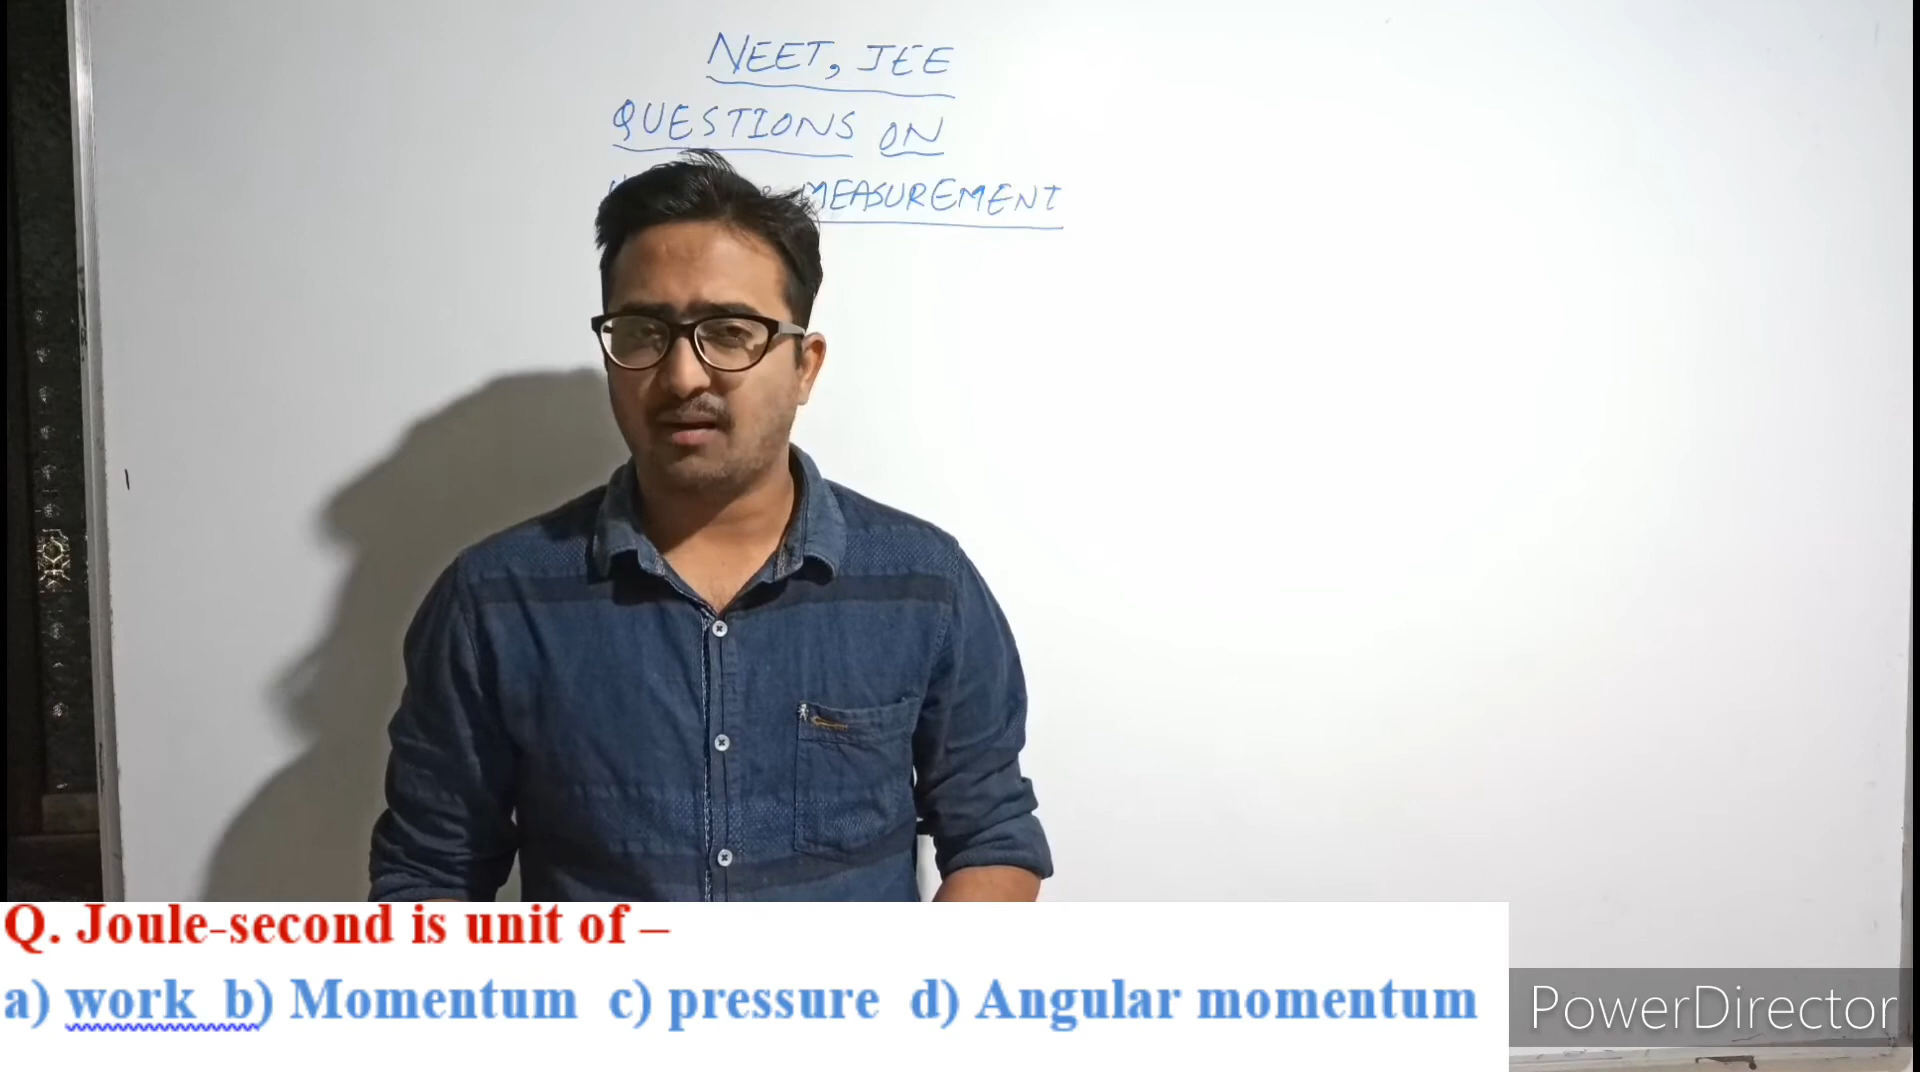 NEET, JEE
QUESTIONS ON
MEASUREMENT
Q. Joule-second is unit of –
a) work b) Momentum c) pressure d) Angular momentum
PowerDirector